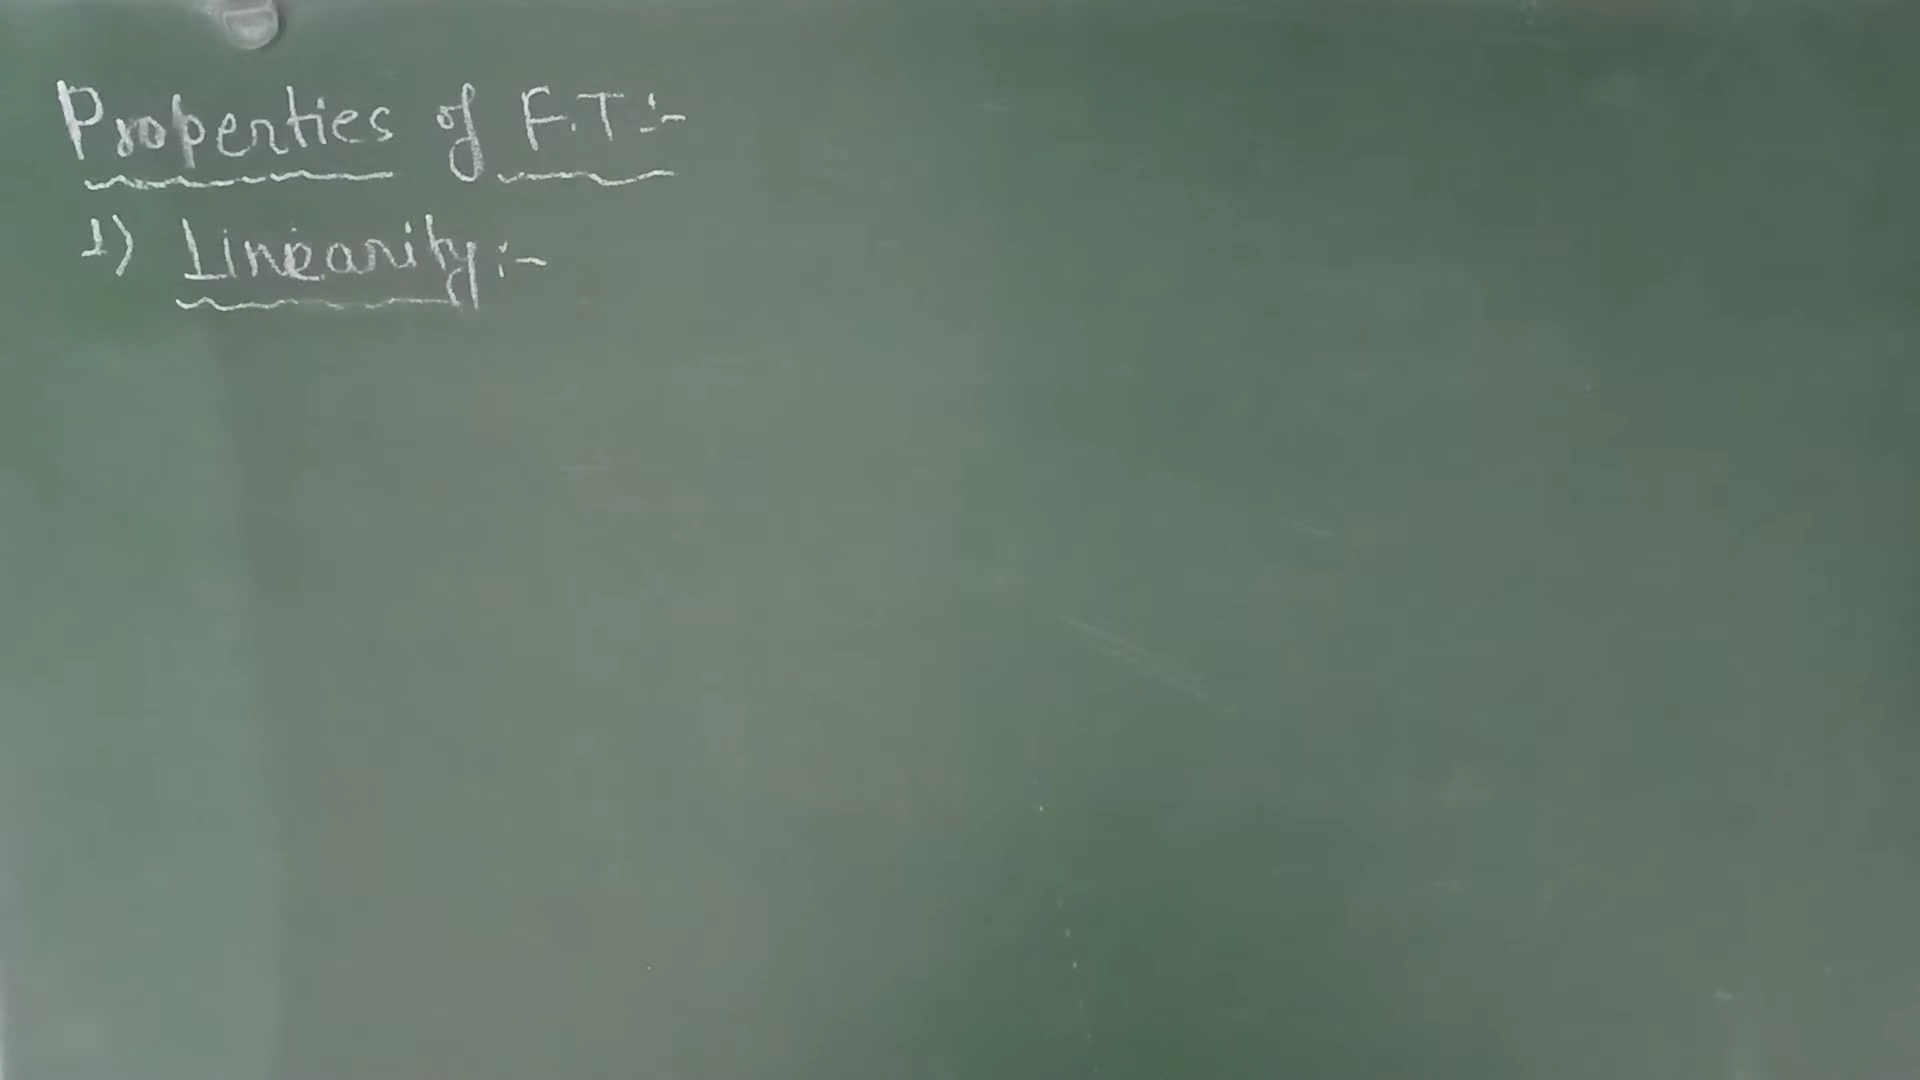 Properties of F.T:-
1) Linearity:-